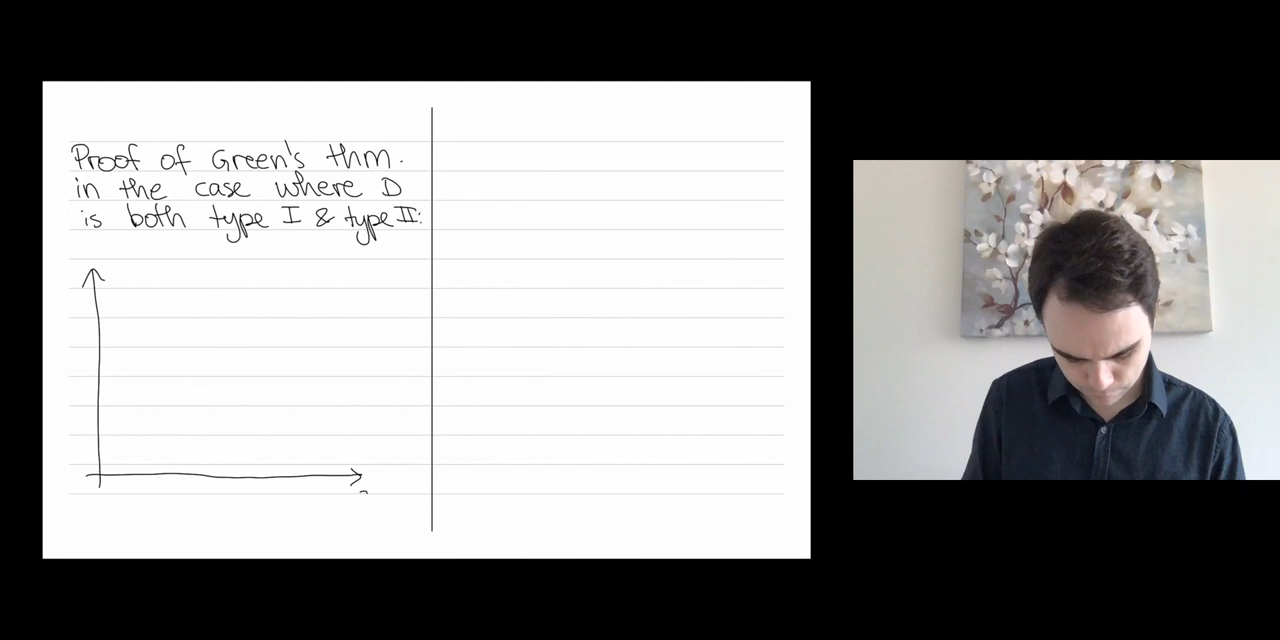 Proof of Green's thm.
in the case where D
is both type I & type II: